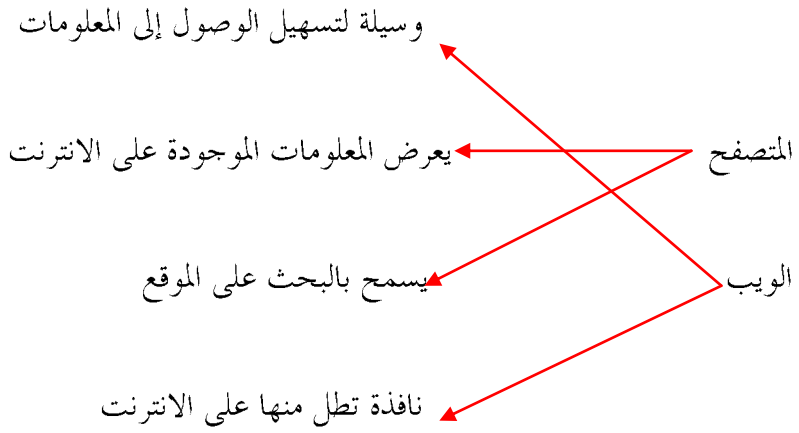 وسيلة لتسهيل الوصول إلى المعلومات
المتصفح
يعرض المعلومات الموجودة على الانترنت
الويب
يسمح بالبحث على الموقع
نافذة تطل منها على الانترنت